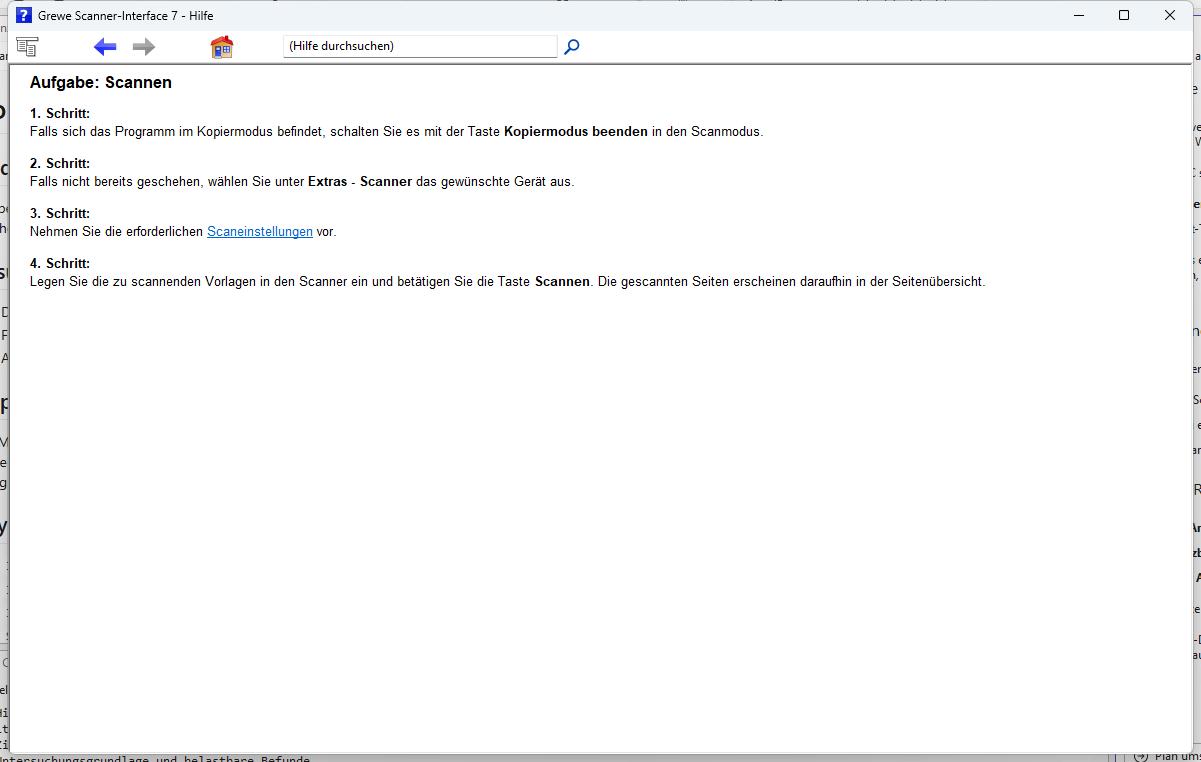 Grewe Scanner-Interface 7 - Hilfe
(Hilfe durchsuchen)
Aufgabe: Scannen
1. Schritt:
Falls sich das Programm im Kopiermodus befindet, schalten Sie es mit der Taste Kopiermodus beenden in den Scanmodus.
2. Schritt:
Falls nicht bereits geschehen, wählen Sie unter Extras - Scanner das gewünschte Gerät aus.
3. Schritt:
Nehmen Sie die erforderlichen Scaneinstellungen vor.
4. Schritt:
Legen Sie die zu scannenden Vorlagen in den Scanner ein und betätigen Sie die Taste Scannen. Die gescannten Seiten erscheinen daraufhin in der Seitenübersicht.
und belastbare Befunde
Plan